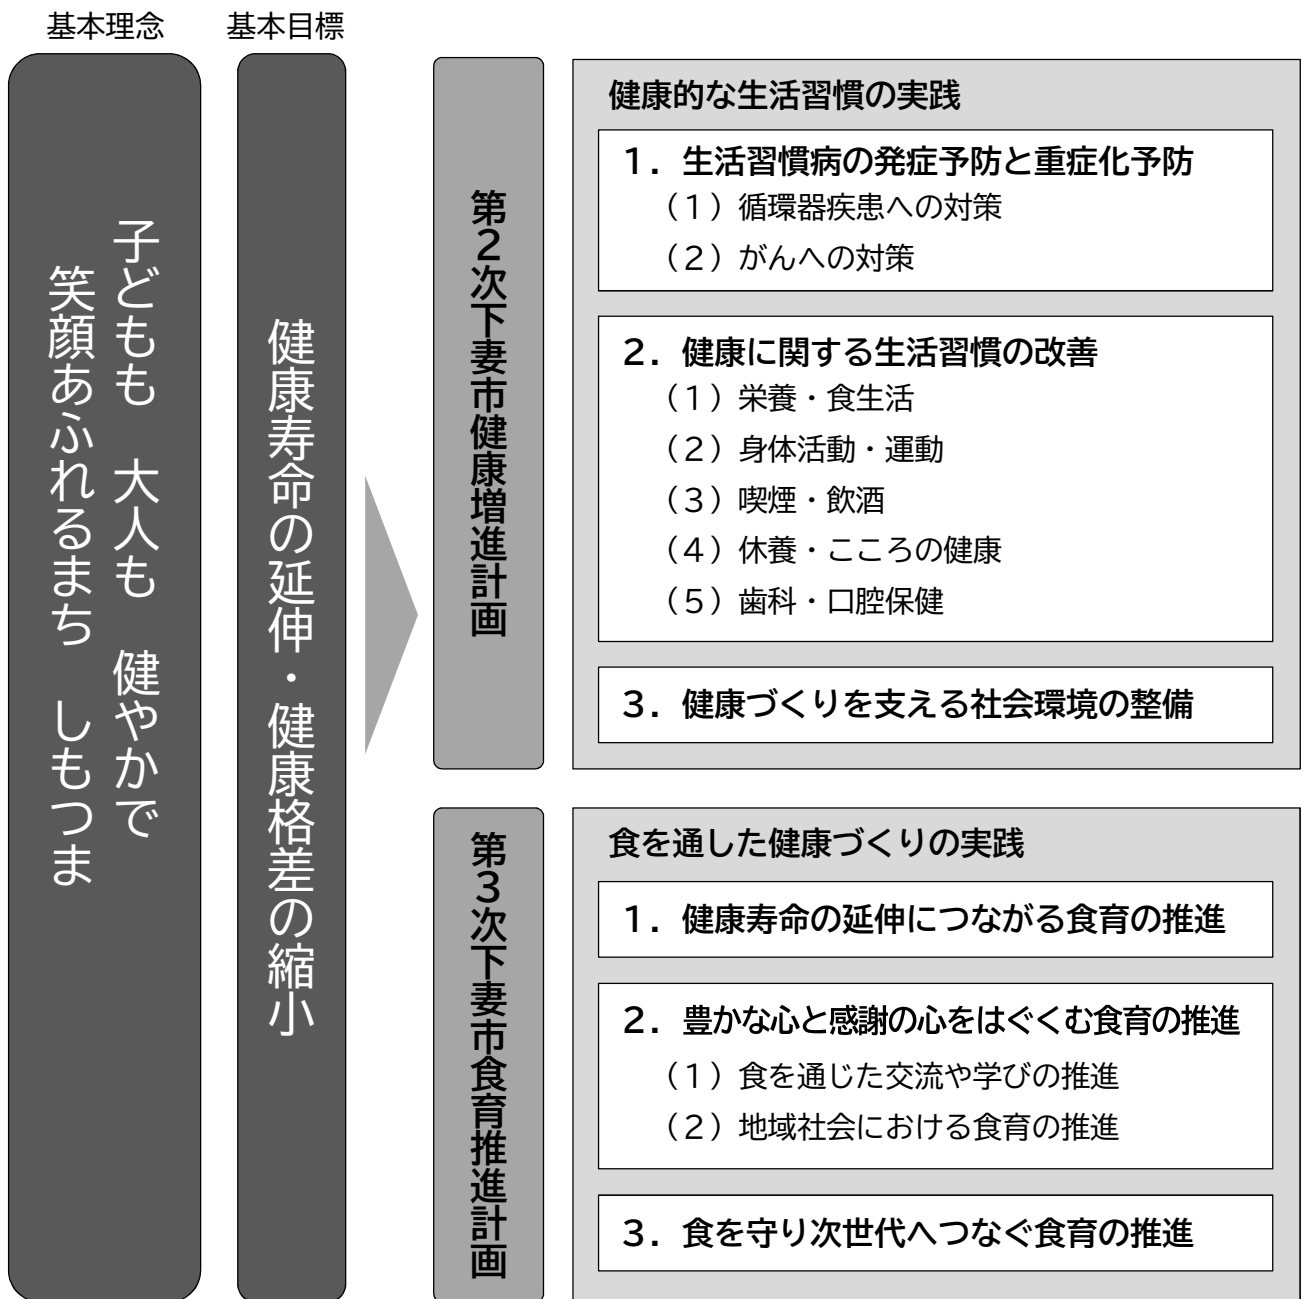 基本理念
基本目標
子どもも　大人も　健やかで
笑顔あふれるまち　しもつま
健康寿命の延伸・健康格差の縮小
第２次下妻市健康増進計画
健康的な生活習慣の実践
１．生活習慣病の発症予防と重症化予防
（１）循環器疾患への対策
（２）がんへの対策
２．健康に関する生活習慣の改善
（１）栄養・食生活
（２）身体活動・運動
（３）喫煙・飲酒
（４）休養・こころの健康
（５）歯科・口腔保健
３．健康づくりを支える社会環境の整備
第３次下妻市食育推進計画
食を通した健康づくりの実践
１．健康寿命の延伸につながる食育の推進
２．豊かな心と感謝の心をはぐくむ食育の推進
（１）食を通じた交流や学びの推進
（２）地域社会における食育の推進
３．食を守り次世代へつなぐ食育の推進